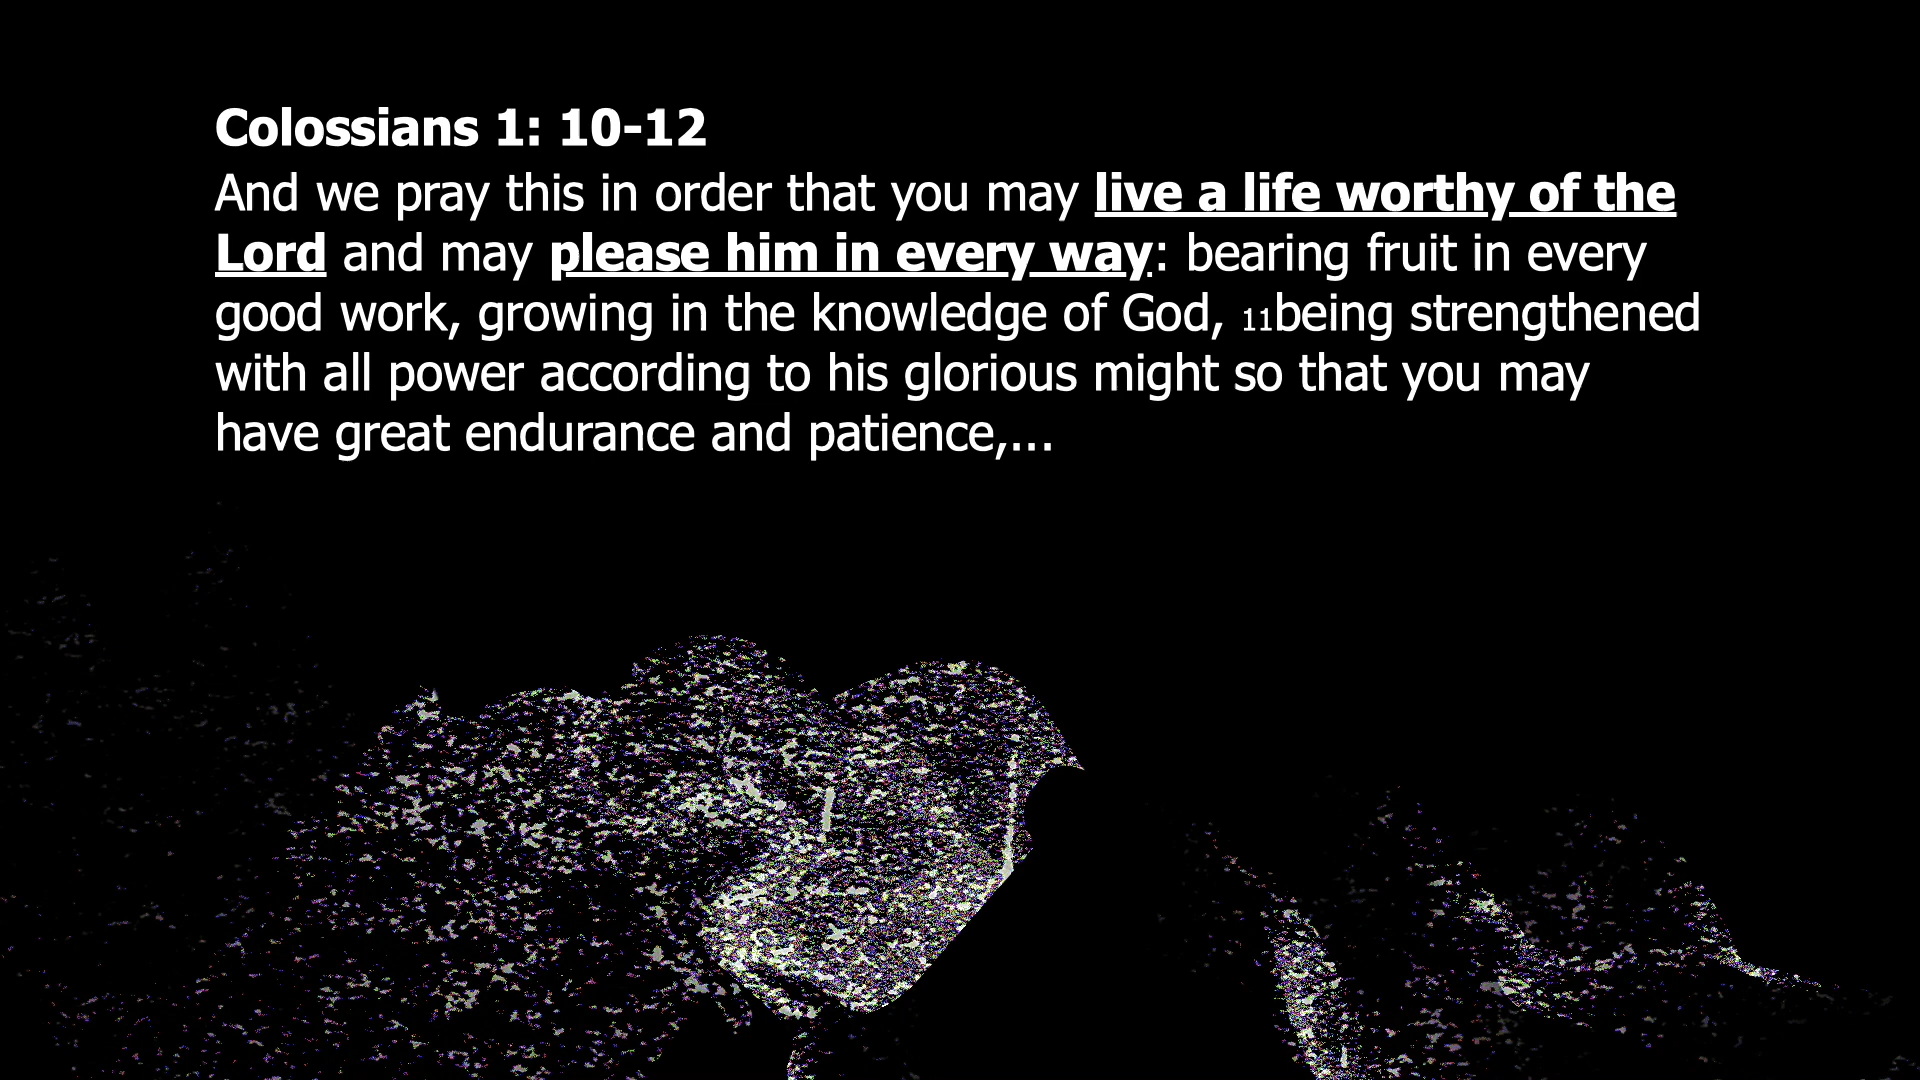 Colossians 1: 10-12
And we pray this in order that you may live a life worthy of the
Lord and may please him in every way: bearing fruit in every
good work, growing in the knowledge of God, 11being strengthened
with all power according to his glorious might so that you may
have great endurance and patience,...